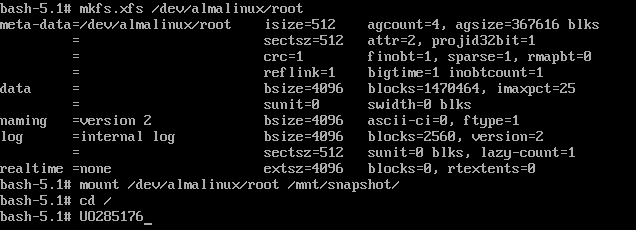 bash-5.1# mkfs.xfs /dev/almalinux/root
meta-data=/dev/almalinux/root    isize=512    agcount=4, agsize=367616 blks
         =                       sectsz=512   attr=2, projid32bit=1
         =                       crc=1        finobt=1, sparse=1, rmapbt=0
         =                       reflink=1    bigtime=1 inobtcount=1
data     =                       bsize=4096   blocks=1470464, imaxpct=25
         =                       sunit=0      swidth=0 blks
naming   =version 2              bsize=4096   ascii-ci=0, ftype=1
log      =internal log           bsize=4096   blocks=2560, version=2
         =                       sectsz=512   sunit=0 blks, lazy-count=1
realtime =none                   extsz=4096   blocks=0, rtextents=0
bash-5.1# mount /dev/almalinux/root /mnt/snapshot/
bash-5.1# cd /
bash-5.1# UO285176_